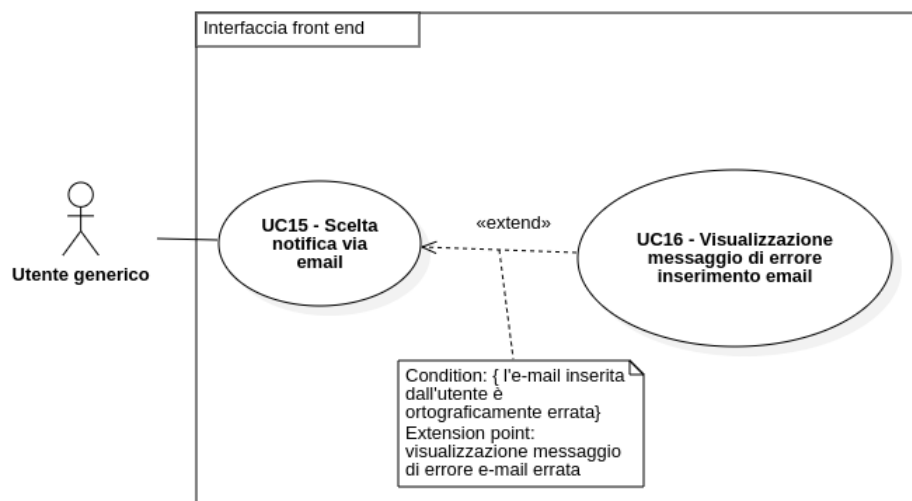 Interfaccia front end
Utente generico
UC15 - Scelta
notifica via
email
«extend»
UC16 - Visualizzazione
messaggio di errore
inserimento email
Condition: { l'e-mail inserita
dall'utente è
ortograficamente errata}
Extension point:
visualizzazione messaggio
di errore e-mail errata